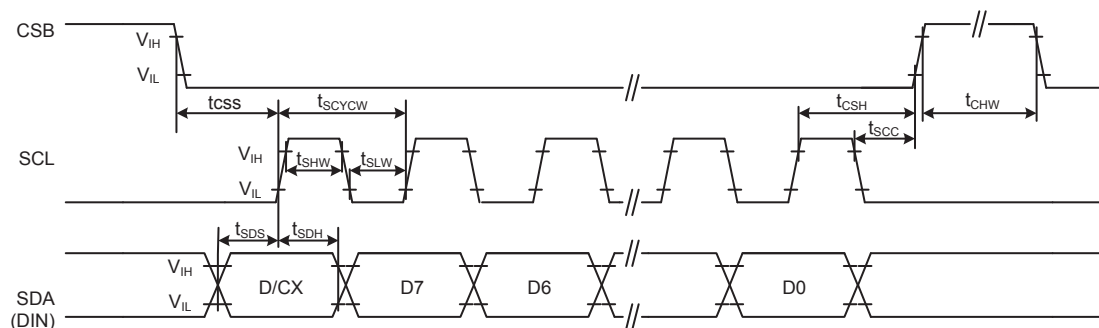 CSB
VIH
VIL
tcss
tSCYCW
tCSH
tCHW
tSCC
SCL
VIH
VIL
tSHW
tSLW
tSDS
tSDH
SDA
(DIN)
VIH
VIL
D/CX
D7
D6
D0